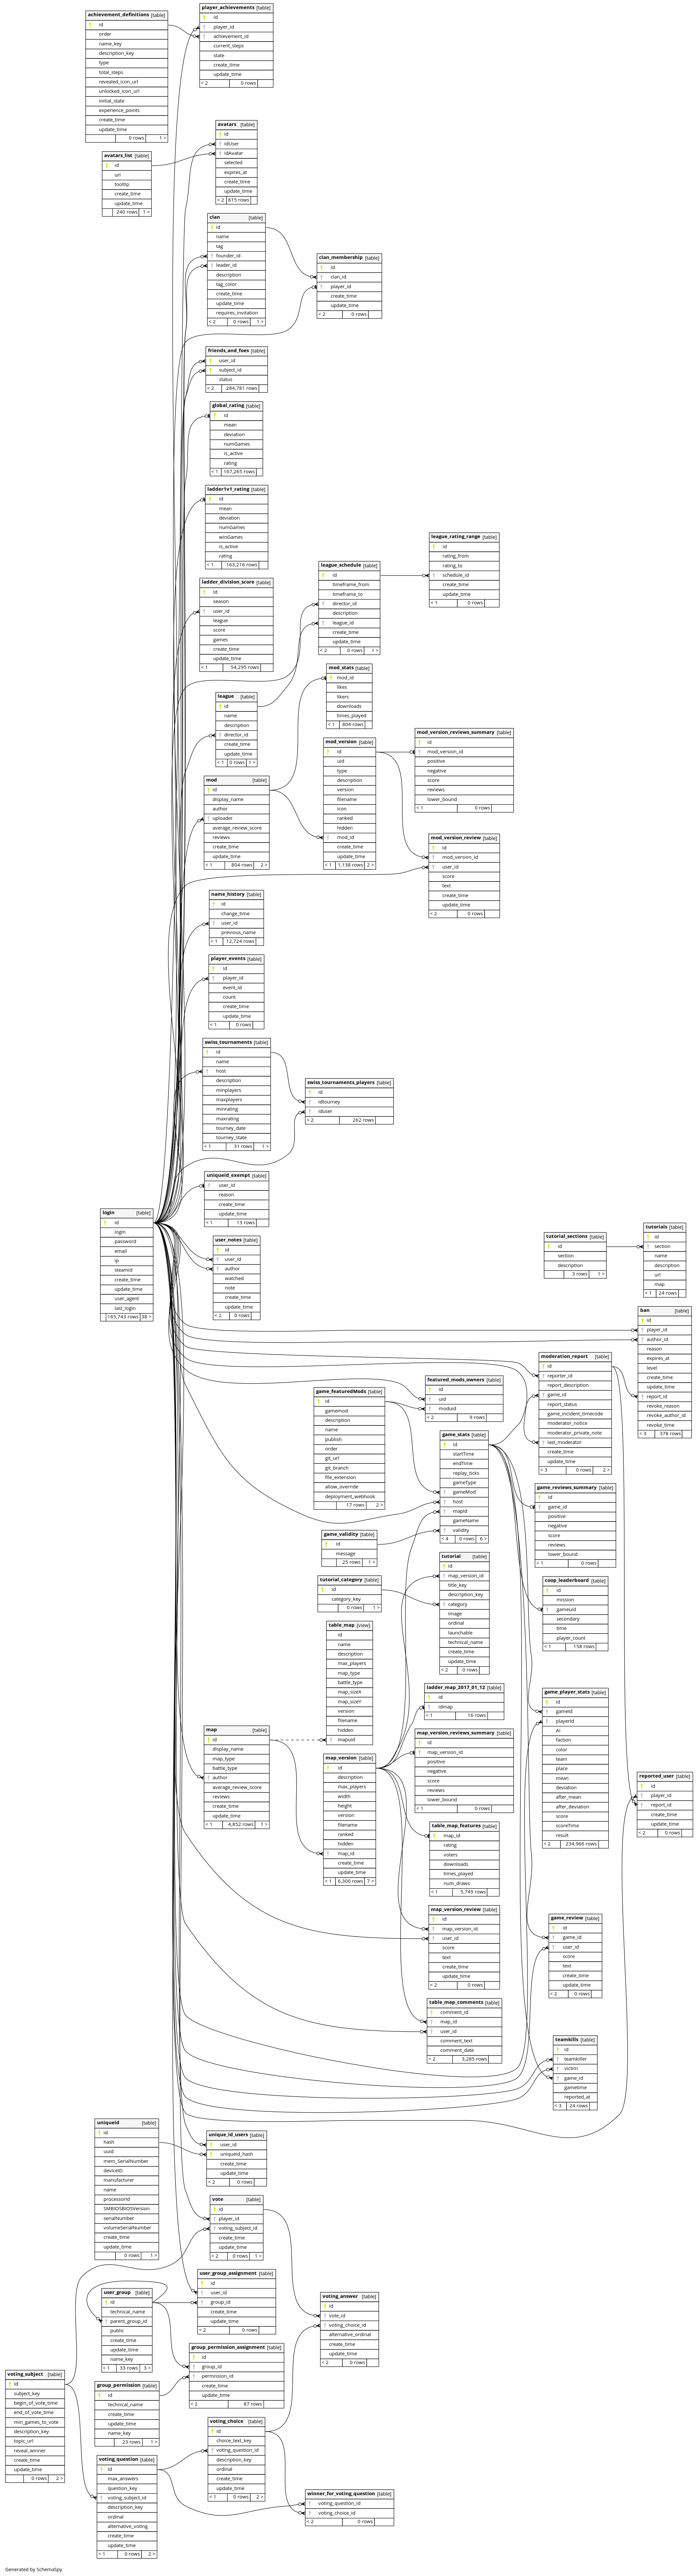 achievement_definitions [table]
id
order
name_key
description_key
type
total_steps
revealed_icon_url
unlocked_icon_url
initial_state
experience_points
create_time
update_time
0 rows 1 >
player_achievements [table]
id
player_id
achievement_id
current_steps
state
create_time
update_time
< 2 0 rows
avatars [table]
id
idUser
idAvatar
selected
expires_at
create_time
update_time
< 2 815 rows
avatars_list [table]
id
url
tooltip
create_time
update_time
240 rows 1 >
clan [table]
id
name
tag
founder_id
leader_id
description
tag_color
create_time
update_time
requires_invitation
< 2 0 rows 1 >
clan_membership [table]
id
clan_id
player_id
create_time
update_time
< 2 0 rows
friends_and_foes [table]
user_id
subject_id
status
< 2 284,781 rows
global_rating [table]
id
mean
deviation
numGames
is_active
rating
< 1 167,265 rows
ladder1v1_rating [table]
id
mean
deviation
numGames
winGames
is_active
rating
< 1 163,216 rows
league_rating_range [table]
id
rating_from
rating_to
schedule_id
create_time
update_time
< 1 0 rows
league_schedule [table]
id
timeframe_from
timeframe_to
director_id
description
league_id
create_time
update_time
< 2 0 rows 1 >
ladder_division_score [table]
id
season
user_id
league
score
games
create_time
update_time
< 1 54,295 rows
mod_stats [table]
mod_id
likes
likers
downloads
times_played
< 1 804 rows
league [table]
id
name
description
director_id
create_time
update_time
< 1 0 rows 1 >
mod_version_reviews_summary [table]
id
mod_version_id
positive
negative
score
reviews
lower_bound
< 1 0 rows
mod_version [table]
id
uid
type
description
version
filename
icon
ranked
hidden
mod_id
create_time
update_time
< 1 1,138 rows 2 >
mod [table]
id
display_name
author
uploader
average_review_score
reviews
create_time
update_time
< 1 804 rows 2 >
mod_version_review [table]
id
mod_version_id
user_id
score
text
create_time
update_time
< 2 0 rows
name_history [table]
id
change_time
user_id
previous_name
< 1 12,724 rows
player_events [table]
id
player_id
event_id
count
create_time
update_time
< 1 0 rows
swiss_tournaments [table]
id
name
host
description
minplayers
maxplayers
minrating
maxrating
tourney_date
tourney_state
< 1 31 rows 1 >
swiss_tournaments_players [table]
id
idtourney
iduser
< 2 262 rows
uniqueid_exempt [table]
user_id
reason
create_time
update_time
< 1 13 rows
login [table]
id
login
password
email
ip
steamid
create_time
update_time
user_agent
last_login
165,743 rows 38 >
user_notes [table]
id
user_id
author
watched
note
create_time
update_time
< 2 0 rows
tutorial_sections [table]
id
section
description
3 rows 1 >
tutorials [table]
id
section
name
description
url
map
< 1 24 rows
ban [table]
id
player_id
author_id
reason
expires_at
level
create_time
update_time
report_id
revoke_reason
revoke_author_id
revoke_time
< 3 378 rows
moderation_report [table]
id
reporter_id
report_description
game_id
report_status
game_incident_timecode
moderator_notice
moderator_private_note
last_moderator
create_time
update_time
< 3 0 rows 2 >
featured_mods_owners [table]
id
uid
moduid
< 2 9 rows
game_featuredMods [table]
id
gamemod
description
name
publish
order
git_url
git_branch
file_extension
allow_override
deployment_webhook
17 rows 2 >
game_stats [table]
id
startTime
endTime
replay_ticks
gameType
gameMod
host
mapId
gameName
validity
< 4 0 rows 6 >
game_reviews_summary [table]
id
game_id
positive
negative
score
reviews
lower_bound
< 1 0 rows
game_validity [table]
id
message
25 rows 1 >
tutorial [table]
id
map_version_id
title_key
description_key
category
image
ordinal
launchable
technical_name
create_time
update_time
< 2 0 rows
tutorial_category [table]
id
category_key
0 rows 1 >
coop_leaderboard [table]
id
mission
gameuid
secondary
time
player_count
< 1 158 rows
table_map [view]
id
name
description
max_players
map_type
battle_type
map_sizeX
map_sizeY
version
filename
hidden
mapuid
ladder_map_2017_01_12 [table]
id
idmap
< 1 16 rows
game_player_stats [table]
id
gameId
playerId
AI
faction
color
team
place
mean
deviation
after_mean
after_deviation
score
scoreTime
result
< 2 234,966 rows
map [table]
id
display_name
map_type
battle_type
author
average_review_score
reviews
create_time
update_time
< 1 4,852 rows 1 >
map_version_reviews_summary [table]
id
map_version_id
positive
negative
score
reviews
lower_bound
< 1 0 rows
map_version [table]
id
description
max_players
width
height
version
filename
ranked
hidden
map_id
create_time
update_time
< 1 6,300 rows 7 >
reported_user [table]
id
player_id
report_id
create_time
update_time
< 2 0 rows
table_map_features [table]
map_id
rating
voters
downloads
times_played
num_draws
< 1 5,749 rows
map_version_review [table]
id
map_version_id
user_id
score
text
create_time
update_time
< 2 0 rows
game_review [table]
id
game_id
user_id
score
text
create_time
update_time
< 2 0 rows
table_map_comments [table]
comment_id
map_id
user_id
comment_text
comment_date
< 2 3,285 rows
teamkills [table]
id
teamkiller
victim
game_id
gametime
reported_at
< 3 24 rows
uniqueid [table]
id
hash
uuid
mem_SerialNumber
deviceID
manufacturer
name
processorId
SMBIOSBIOSVersion
serialNumber
volumeSerialNumber
create_time
update_time
0 rows 1 >
unique_id_users [table]
user_id
uniqueid_hash
create_time
update_time
< 2 0 rows
vote [table]
id
player_id
voting_subject_id
create_time
update_time
< 2 0 rows 1 >
user_group_assignment [table]
id
user_id
group_id
create_time
update_time
< 2 0 rows
user_group [table]
id
technical_name
parent_group_id
public
create_time
update_time
name_key
< 1 33 rows 3 >
voting_answer [table]
id
vote_id
voting_choice_id
alternative_ordinal
create_time
update_time
< 2 0 rows
group_permission_assignment [table]
id
group_id
permission_id
create_time
update_time
< 2 87 rows
voting_subject [table]
id
subject_key
begin_of_vote_time
end_of_vote_time
min_games_to_vote
description_key
topic_url
reveal_winner
create_time
update_time
0 rows 2 >
group_permission [table]
id
technical_name
create_time
update_time
name_key
23 rows 1 >
voting_choice [table]
id
choice_text_key
voting_question_id
description_key
ordinal
create_time
update_time
< 1 0 rows 2 >
voting_question [table]
id
max_answers
question_key
voting_subject_id
description_key
ordinal
alternative_voting
create_time
update_time
< 1 0 rows 2 >
winner_for_voting_question [table]
voting_question_id
voting_choice_id
< 2 0 rows
Generated by SchemaSpy